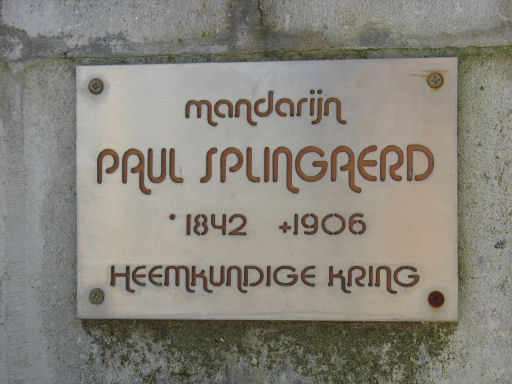 mandarijn
PAUL SPLINGAERD
* 1842 +1906
HEEMKUNDIGE KRING